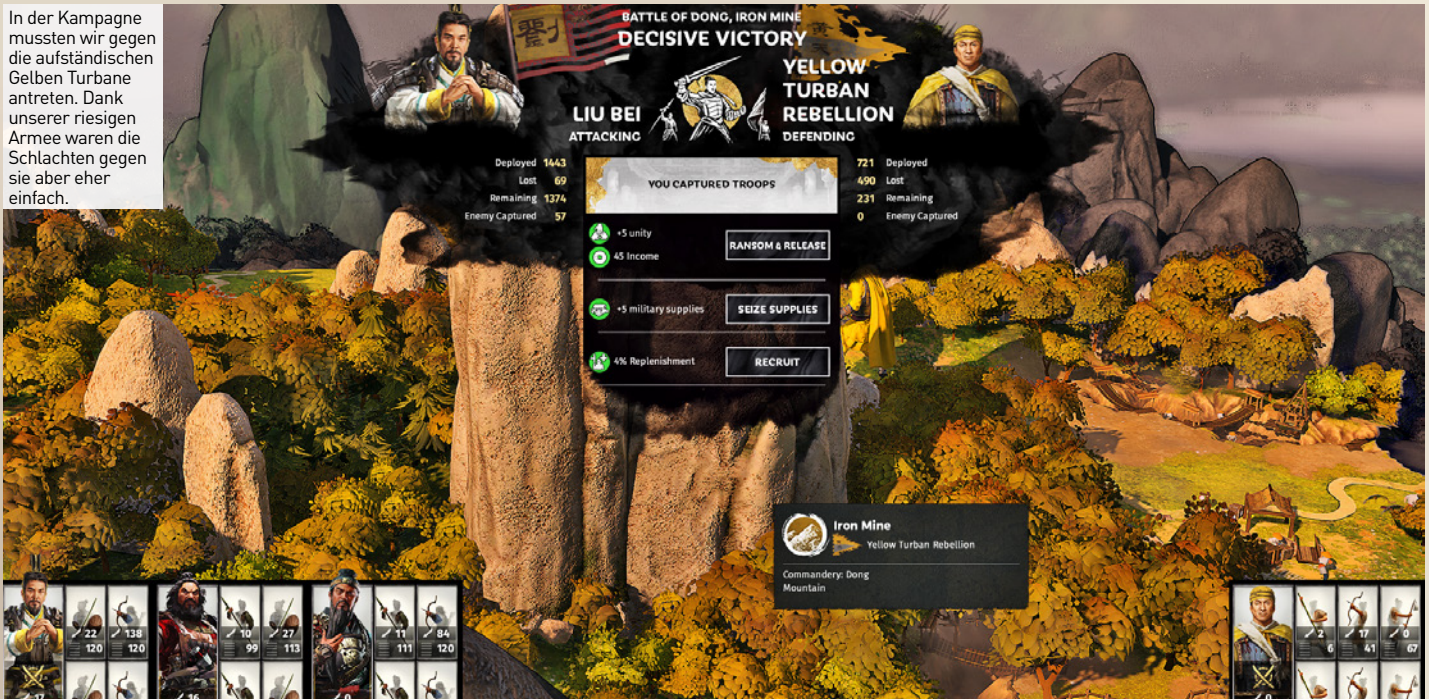 In der Kampagne
mussten wir gegen
die aufständischen
Gelben Turbane
antreten. Dank
unserer riesigen
Armee waren die
Schlachten gegen
sie aber eher
einfach.
BATTLE OF DONG, IRON MINE
DECISIVE VICTORY
LIU BEI
ATTACKING
YELLOW
TURBAN
REBELLION
DEFENDING
Deployed 1443
Lost 69
Remaining 1374
Enemy Captured 57
YOU CAPTURED TROOPS
721 Deployed
490 Lost
231 Remaining
0 Enemy Captured
+5 unity
45 Income
RANSOM & RELEASE
+5 military supplies
SEIZE SUPPLIES
4% Replenishment
RECRUIT
Iron Mine
Yellow Turban Rebellion
Commandery: Dong
Mountain
22 138 10 27 11 84
120 120 99 113 111 120
2 17 0
6 41 67